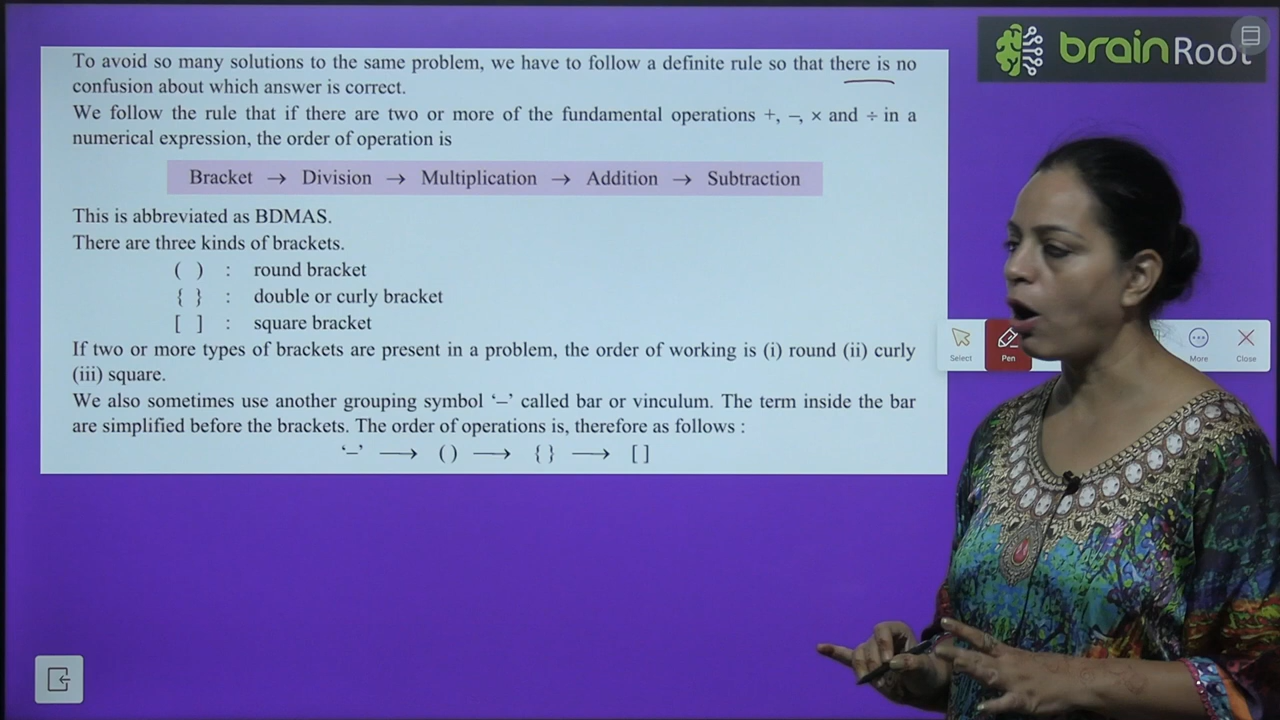 brainRoot
To avoid so many solutions to the same problem, we have to follow a definite rule so that there is no
confusion about which answer is correct.
We follow the rule that if there are two or more of the fundamental operations +, –, × and ÷ in a
numerical expression, the order of operation is
Bracket → Division → Multiplication → Addition → Subtraction
This is abbreviated as BDMAS.
There are three kinds of brackets.
( ) : round bracket
{ } : double or curly bracket
[ ] : square bracket
If two or more types of brackets are present in a problem, the order of working is (i) round (ii) curly
(iii) square.
We also sometimes use another grouping symbol ‘–’ called bar or vinculum. The term inside the bar
are simplified before the brackets. The order of operations is, therefore as follows :
‘–’ ⟶ ( ) ⟶ { } ⟶ [ ]
Select Pen More Close